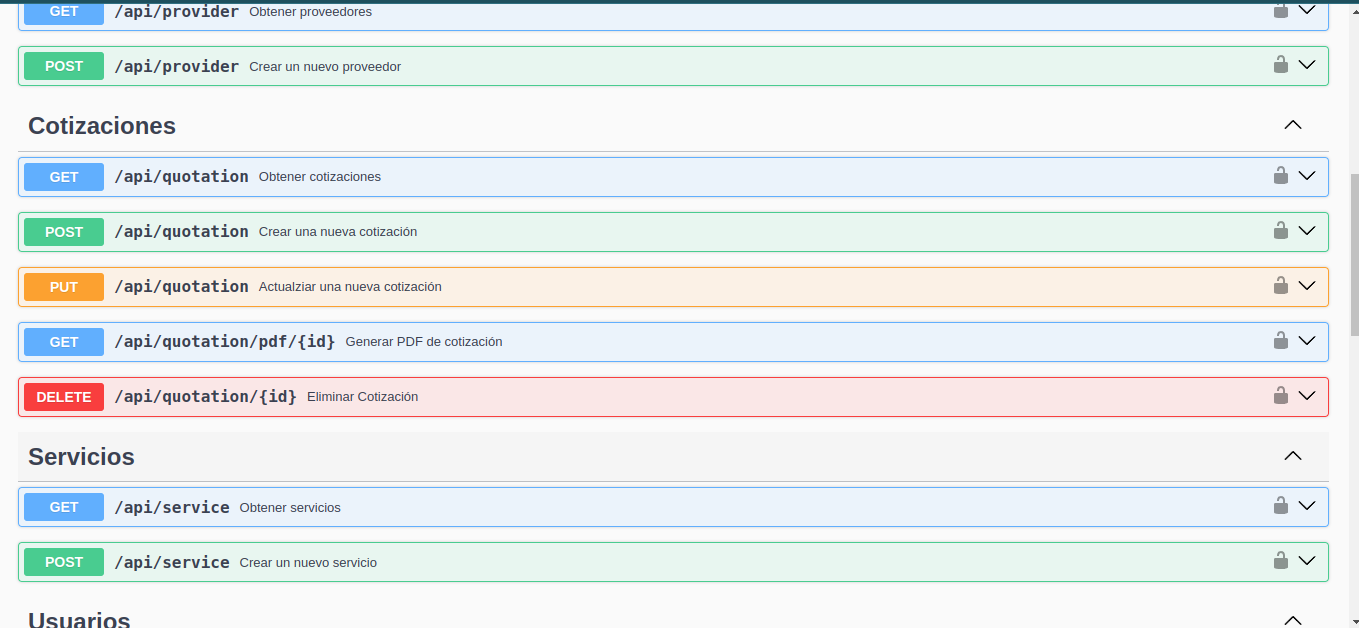 GET /api/provider Obtener proveedores
POST /api/provider Crear un nuevo proveedor
Cotizaciones
GET /api/quotation Obtener cotizaciones
POST /api/quotation Crear una nueva cotización
PUT /api/quotation Actualziar una nueva cotización
GET /api/quotation/pdf/{id} Generar PDF de cotización
DELETE /api/quotation/{id} Eliminar Cotización
Servicios
GET /api/service Obtener servicios
POST /api/service Crear un nuevo servicio
Usuarios